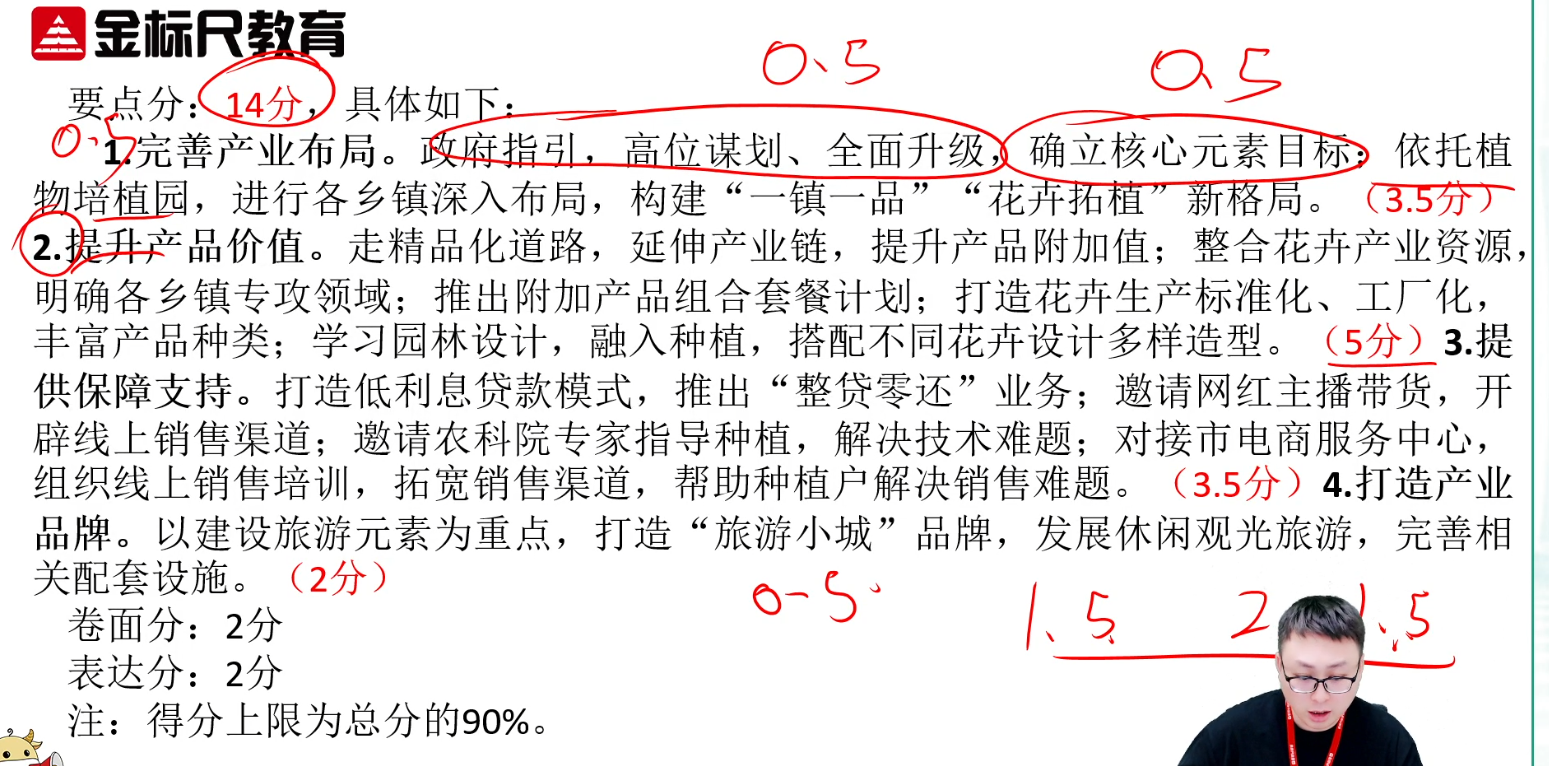 金标尺教育
0.5 0.5
要点分：14分，具体如下：
0.5
1.完善产业布局。政府指引，高位谋划、全面升级，确立核心元素目标；依托植
物培植园，进行各乡镇深入布局，构建“一镇一品”“花卉拓植”新格局。（3.5分）
2.提升产品价值。走精品化道路，延伸产业链，提升产品附加值；整合花卉产业资源，
明确各乡镇专攻领域；推出附加产品组合套餐计划；打造花卉生产标准化、工厂化，
丰富产品种类；学习园林设计，融入种植，搭配不同花卉设计多样造型。（5分）3.提
供保障支持。打造低利息贷款模式，推出“整贷零还”业务；邀请网红主播带货，开
辟线上销售渠道；邀请农科院专家指导种植，解决技术难题；对接市电商服务中心，
组织线上销售培训，拓宽销售渠道，帮助种植户解决销售难题。（3.5分）4.打造产业
品牌。以建设旅游元素为重点，打造“旅游小城”品牌，发展休闲观光旅游，完善相
关配套设施。（2分）
0-5 1.5 2 1.5
卷面分：2分
表达分：2分
注：得分上限为总分的90%。